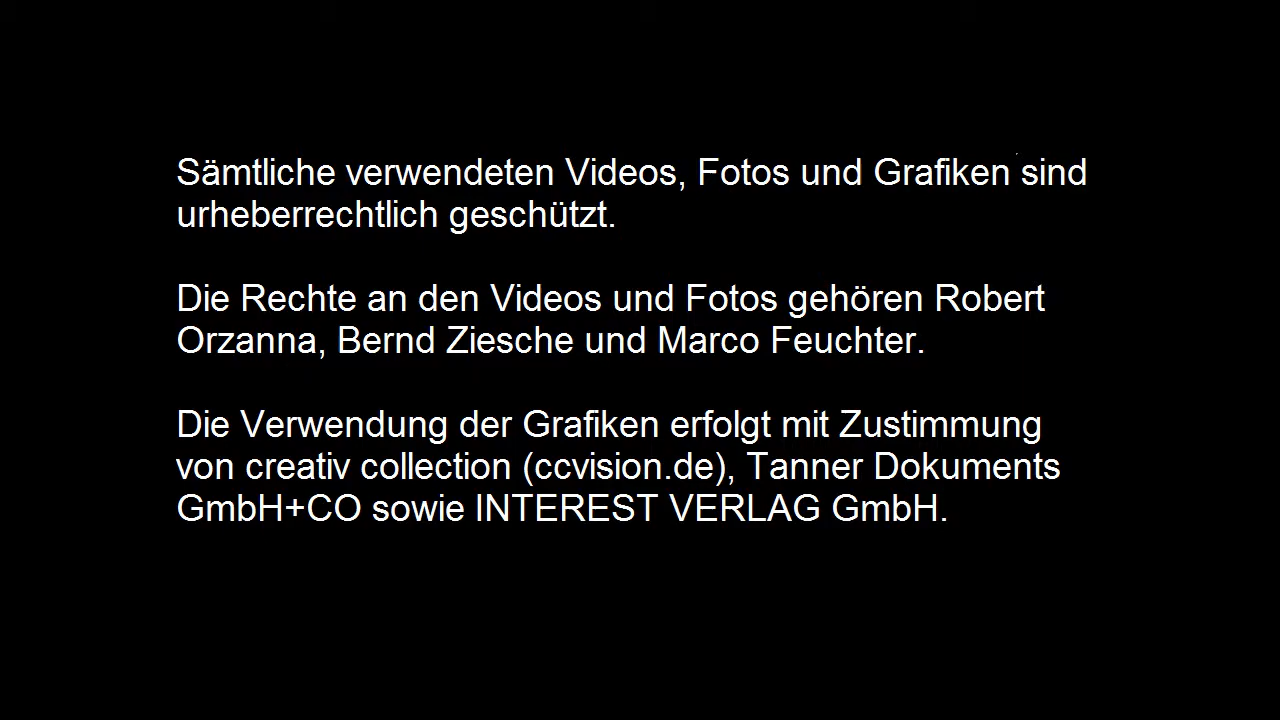 Sämtliche verwendeten Videos, Fotos und Grafiken sind
urheberrechtlich geschützt.
Die Rechte an den Videos und Fotos gehören Robert
Orzanna, Bernd Ziesche und Marco Feuchter.
Die Verwendung der Grafiken erfolgt mit Zustimmung
von creativ collection (ccvision.de), Tanner Dokuments
GmbH+CO sowie INTEREST VERLAG GmbH.